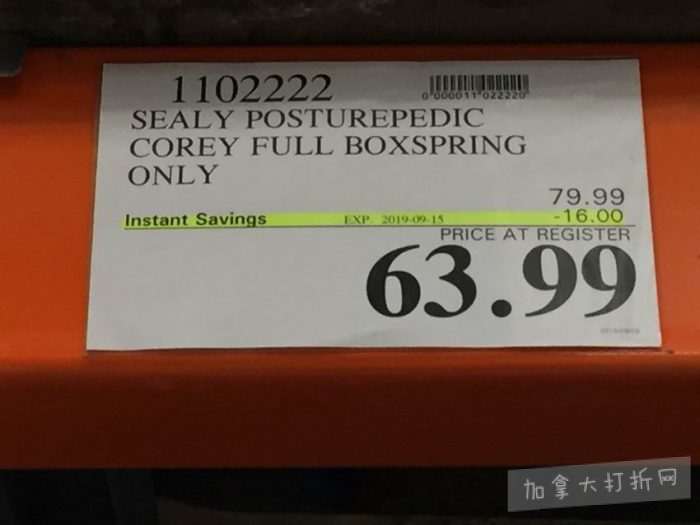 1102222
0 000011 022220
SEALY POSTUREPEDIC
COREY FULL BOXSPRING
ONLY
79.99
Instant Savings EXP. 2019-09-15 -16.00
PRICE AT REGISTER
63.99
加拿大打折网